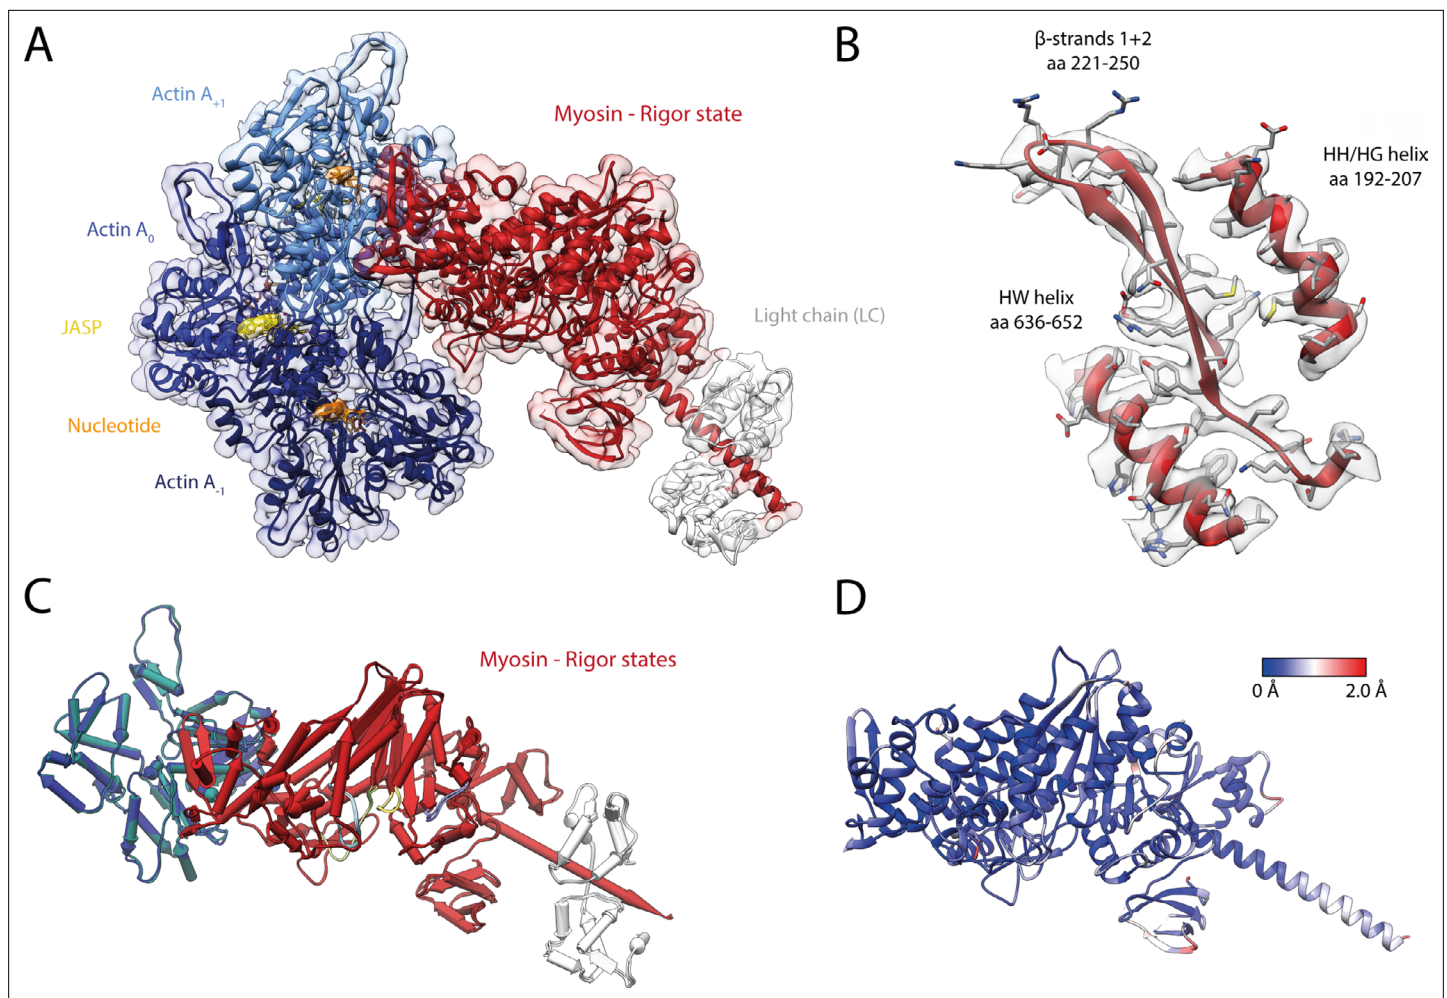 A
Actin A+1
Myosin - Rigor state
Actin A0
JASP
Light chain (LC)
Nucleotide
Actin A-1
B
β-strands 1+2
aa 221-250
HH/HG helix
aa 192-207
HW helix
aa 636-652
C
Myosin - Rigor states
D
0 Å
2.0 Å